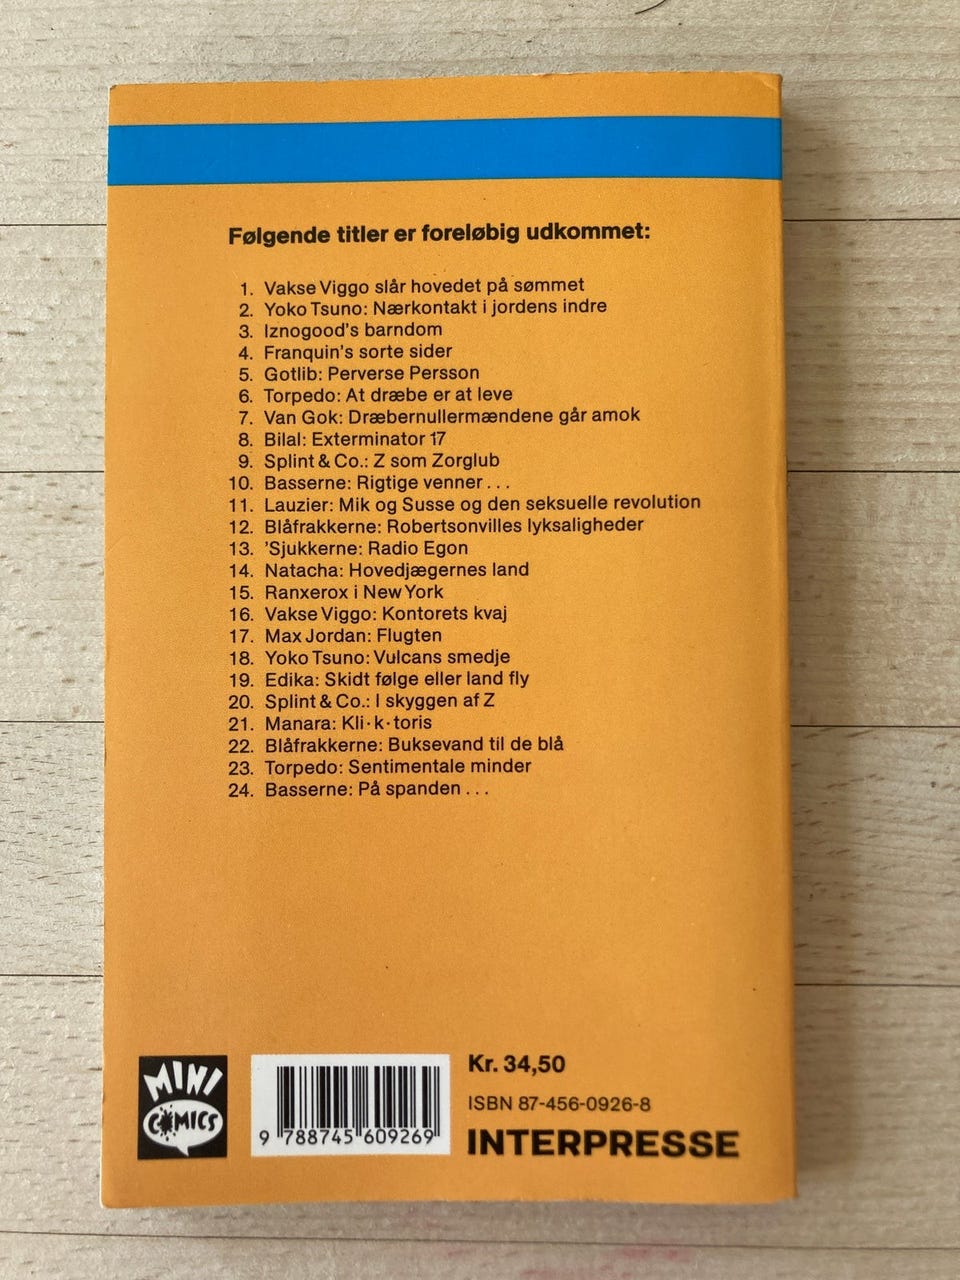 Følgende titler er foreløbig udkommet:
1. Vakse Viggo slår hovedet på sømmet
2. Yoko Tsuno: Nærkontakt i jordens indre
3. Iznogood's barndom
4. Franquin's sorte sider
5. Gotlib: Perverse Persson
6. Torpedo: At dræbe er at leve
7. Van Gok: Dræbernullermændene går amok
8. Bilal: Exterminator 17
9. Splint & Co.: Z som Zorglub
10. Basserne: Rigtige venner...
11. Lauzier: Mik og Susse og den seksuelle revolution
12. Blåfrakkerne: Robertsonvilles lyksaligheder
13. 'Sjukkerne: Radio Egon
14. Natacha: Hovedjægernes land
15. Ranxerox i New York
16. Vakse Viggo: Kontorets kvaj
17. Max Jordan: Flugten
18. Yoko Tsuno: Vulcans smedje
19. Edika: Skidt følge eller land fly
20. Splint & Co.: I skyggen af Z
21. Manara: Kli·k·toris
22. Blåfrakkerne: Buksevand til de blå
23. Torpedo: Sentimentale minder
24. Basserne: På spanden...
MINI
COMICS
9 788745 609269
Kr. 34,50
ISBN 87-456-0926-8
INTERPRESSE